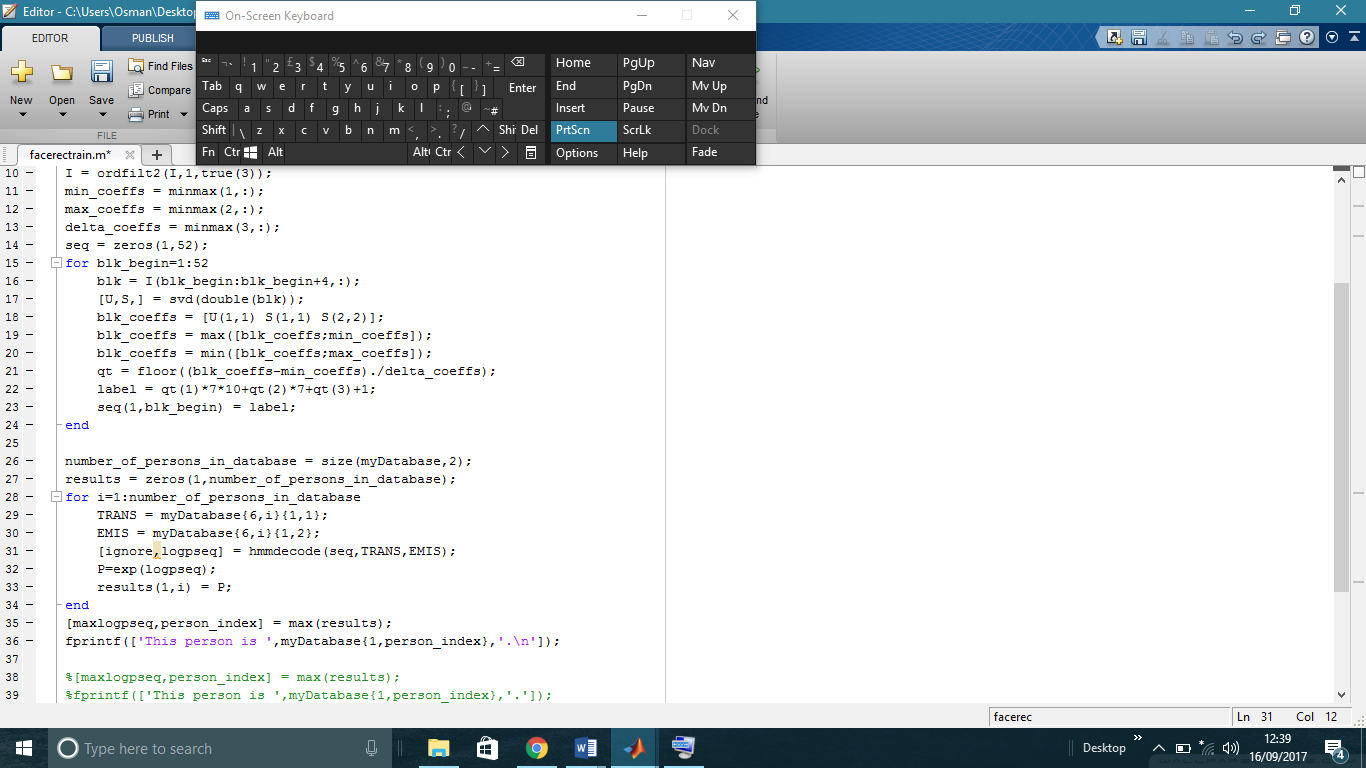 Editor - C:\Users\Osman\Desktop
On-Screen Keyboard
EDITOR
PUBLISH
New
Open
Save
Find Files
Compare
Print
FILE
Esc ¬` !1 "2 £3 $4 %5 ^6 &7 *8 (9 )0 _- += Home PgUp Nav
Tab q w e r t y u i o p {[ }] Enter End PgDn Mv Up
Caps a s d f g h j k l :; @ ~# Insert Pause Mv Dn
Shift |\ z x c v b n m <, >. ?/ Shi Del PrtScn ScrLk Dock
Fn Ctr Alt Alt Ctr Options Help Fade
nd
facerectrain.m*
10 I = ordfilt2(I,1,true(3));
11 min_coeffs = minmax(1,:);
12 max_coeffs = minmax(2,:);
13 delta_coeffs = minmax(3,:);
14 seq = zeros(1,52);
15 for blk_begin=1:52
16 blk = I(blk_begin:blk_begin+4,:);
17 [U,S,] = svd(double(blk));
18 blk_coeffs = [U(1,1) S(1,1) S(2,2)];
19 blk_coeffs = max([blk_coeffs;min_coeffs]);
20 blk_coeffs = min([blk_coeffs;max_coeffs]);
21 qt = floor((blk_coeffs-min_coeffs)./delta_coeffs);
22 label = qt(1)*7*10+qt(2)*7+qt(3)+1;
23 seq(1,blk_begin) = label;
24 end
25
26 number_of_persons_in_database = size(myDatabase,2);
27 results = zeros(1,number_of_persons_in_database);
28 for i=1:number_of_persons_in_database
29 TRANS = myDatabase{6,i}{1,1};
30 EMIS = myDatabase{6,i}{1,2};
31 [ignore,logpseq] = hmmdecode(seq,TRANS,EMIS);
32 P=exp(logpseq);
33 results(1,i) = P;
34 end
35 [maxlogpseq,person_index] = max(results);
36 fprintf(['This person is ',myDatabase{1,person_index},'.\n']);
37
38 %[maxlogpseq,person_index] = max(results);
39 %fprintf(['This person is ',myDatabase{1,person_index},'.']);
facerec
Ln 31 Col 12
Type here to search
Desktop
12:39
16/09/2017
4